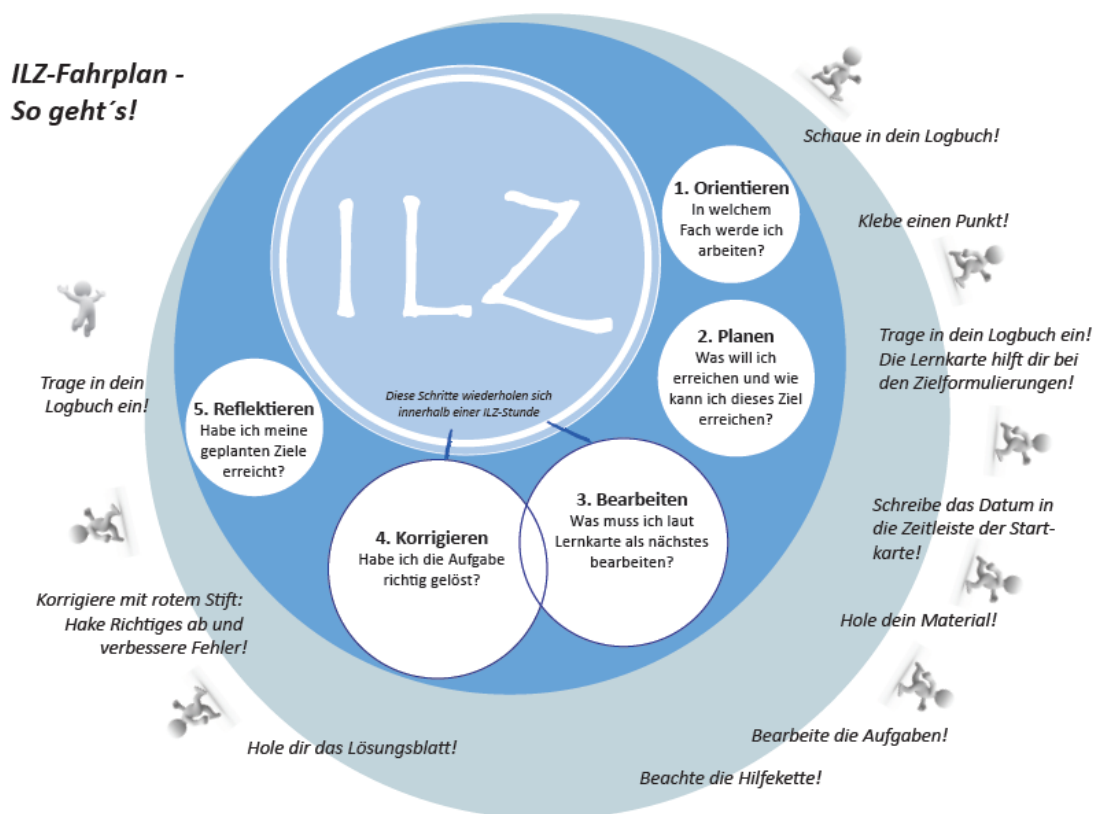 ILZ-Fahrplan -
So geht´s!
ILZ
Diese Schritte wiederholen sich
innerhalb einer ILZ-Stunde
1. Orientieren
In welchem
Fach werde ich
arbeiten?
2. Planen
Was will ich
erreichen und wie
kann ich dieses Ziel
erreichen?
3. Bearbeiten
Was muss ich laut
Lernkarte als nächstes
bearbeiten?
4. Korrigieren
Habe ich die Aufgabe
richtig gelöst?
5. Reflektieren
Habe ich meine
geplanten Ziele
erreicht?
Schaue in dein Logbuch!
Klebe einen Punkt!
Trage in dein Logbuch ein!
Die Lernkarte hilft dir bei
den Zielformulierungen!
Schreibe das Datum in
die Zeitleiste der Start-
karte!
Hole dein Material!
Bearbeite die Aufgaben!
Beachte die Hilfekette!
Hole dir das Lösungsblatt!
Korrigiere mit rotem Stift:
Hake Richtiges ab und
verbessere Fehler!
Trage in dein
Logbuch ein!